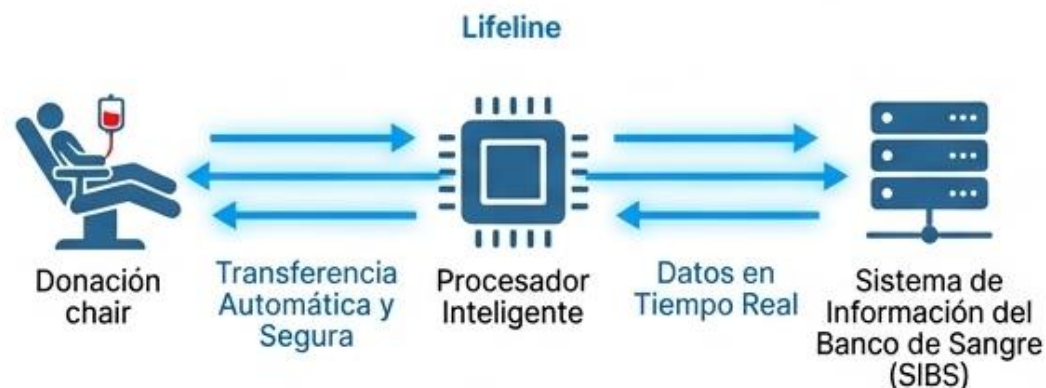 Lifeline
Donación
chair
Transferencia
Automática y
Segura
Procesador
Inteligente
Datos en
Tiempo Real
Sistema de
Información del
Banco de Sangre
(SIBS)